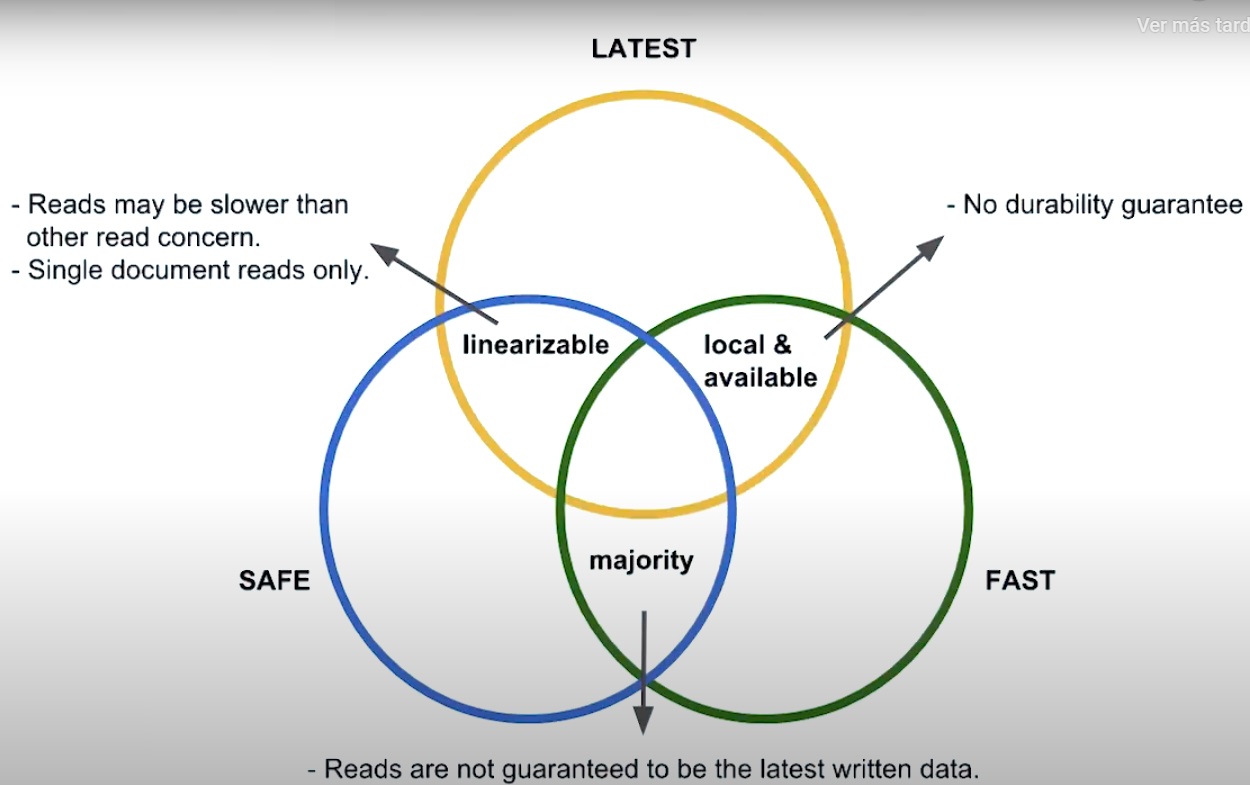 Ver más tard
LATEST
- Reads may be slower than
other read concern.
- Single document reads only.
- No durability guarantee
linearizable
local &
available
majority
SAFE
FAST
- Reads are not guaranteed to be the latest written data.